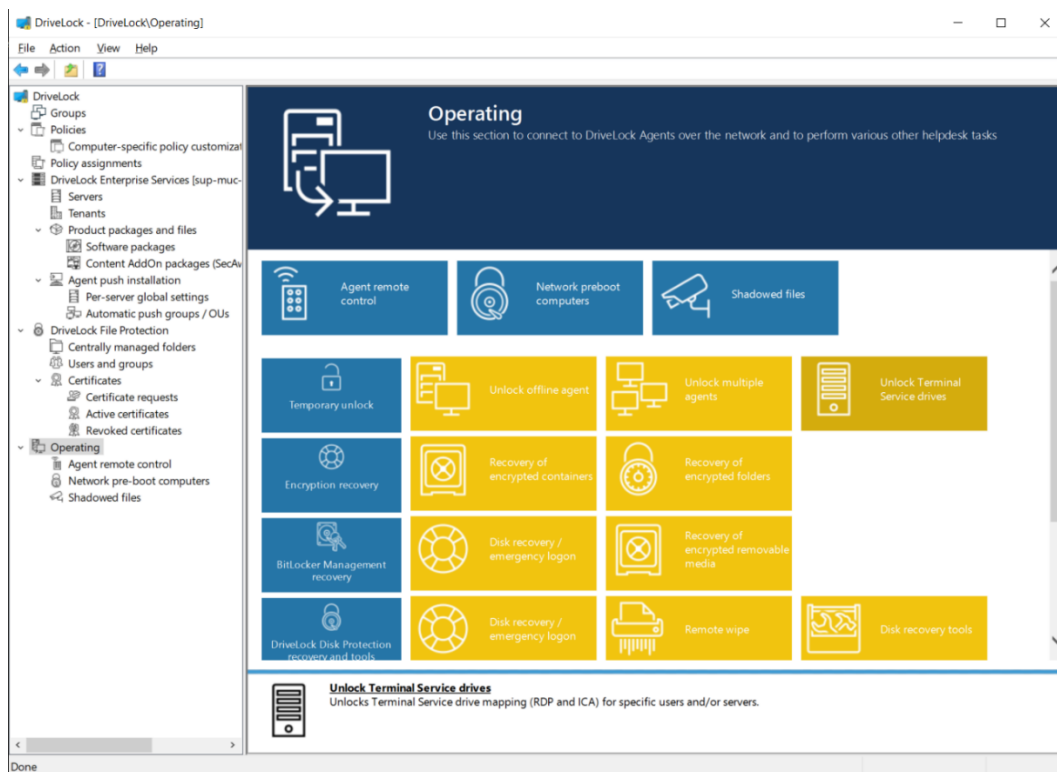 DriveLock - [DriveLock\Operating]
File Action View Help
DriveLock
Groups
Policies
Computer-specific policy customizat
Policy assignments
DriveLock Enterprise Services [sup-muc-
Servers
Tenants
Product packages and files
Software packages
Content AddOn packages (SecAw
Agent push installation
Per-server global settings
Automatic push groups / OUs
DriveLock File Protection
Centrally managed folders
Users and groups
Certificates
Certificate requests
Active certificates
Revoked certificates
Operating
Agent remote control
Network pre-boot computers
Shadowed files
Operating
Use this section to connect to DriveLock Agents over the network and to perform various other helpdesk tasks
Agent remote
control
Network preboot
computers
Shadowed files
Temporary unlock
Unlock offline agent
Unlock multiple
agents
Unlock Terminal
Service drives
Encryption recovery
Recovery of
encrypted containers
Recovery of
encrypted folders
BitLocker Management
recovery
Disk recovery /
emergency logon
Recovery of
encrypted removable
media
DriveLock Disk Protection
recovery and tools
Disk recovery /
emergency logon
Remote wipe
Disk recovery tools
Unlock Terminal Service drives
Unlocks Terminal Service drive mapping (RDP and ICA) for specific users and/or servers.
Done